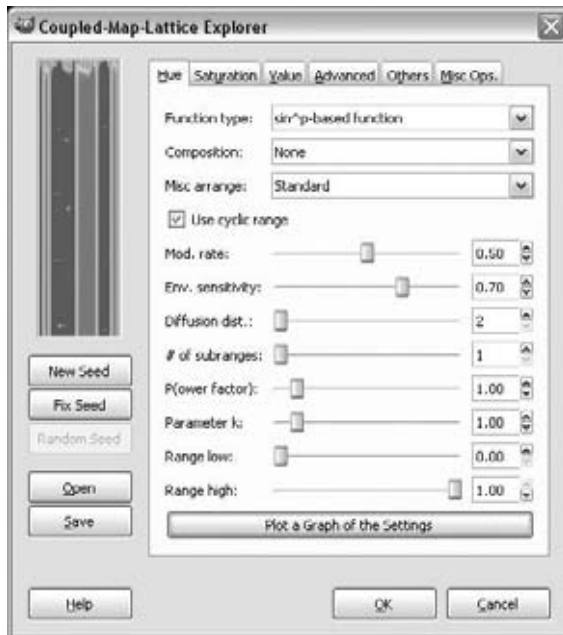 Coupled-Map-Lattice Explorer
Hue Saturation Value Advanced Others Misc Ops.
Function type: sin^p-based function
Composition: None
Misc arrange: Standard
Use cyclic range
Mod. rate: 0.50
Env. sensitivity: 0.70
Diffusion dist.: 2
# of subranges: 1
P(ower factor): 1.00
Parameter k: 1.00
Range low: 0.00
Range high: 1.00
Plot a Graph of the Settings
New Seed
Fix Seed
Random Seed
Open
Save
Help OK Cancel